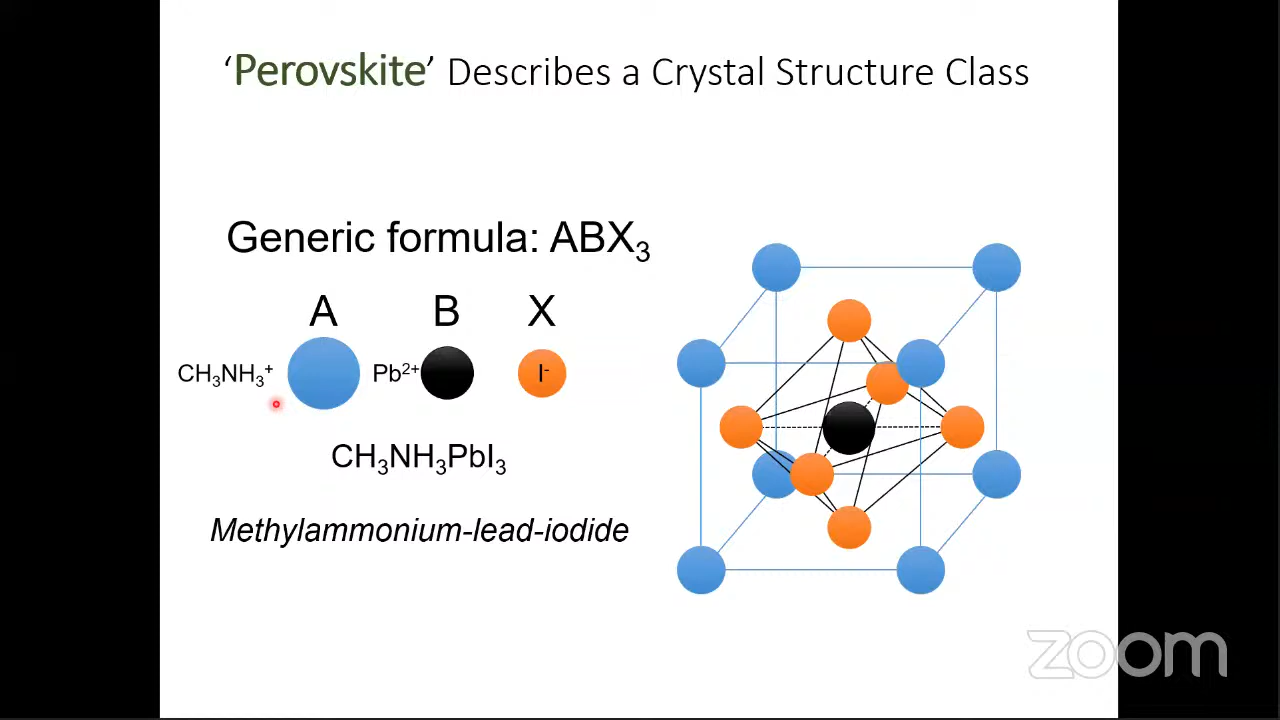 ‘Perovskite’ Describes a Crystal Structure Class
Generic formula: ABX₃
A B X
CH₃NH₃⁺ Pb²⁺ I⁻
CH₃NH₃PbI₃
Methylammonium-lead-iodide
zoom